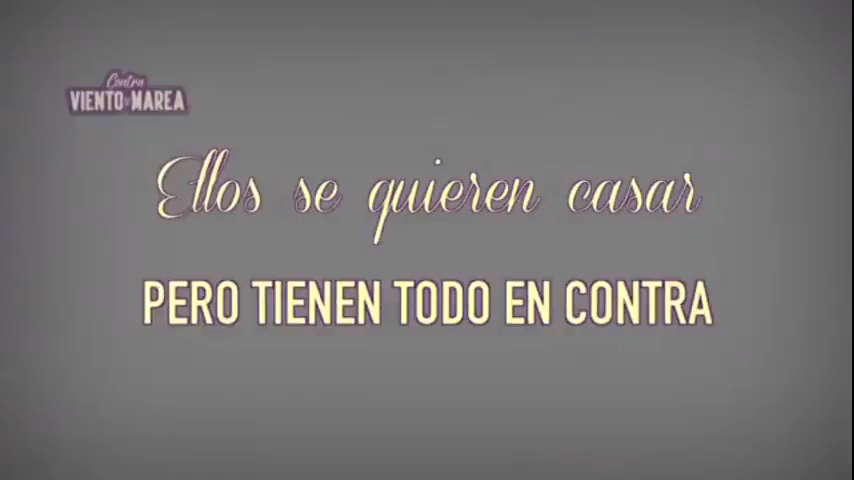 Contra
VIENTO Y MAREA
Ellos se quieren casar
PERO TIENEN TODO EN CONTRA